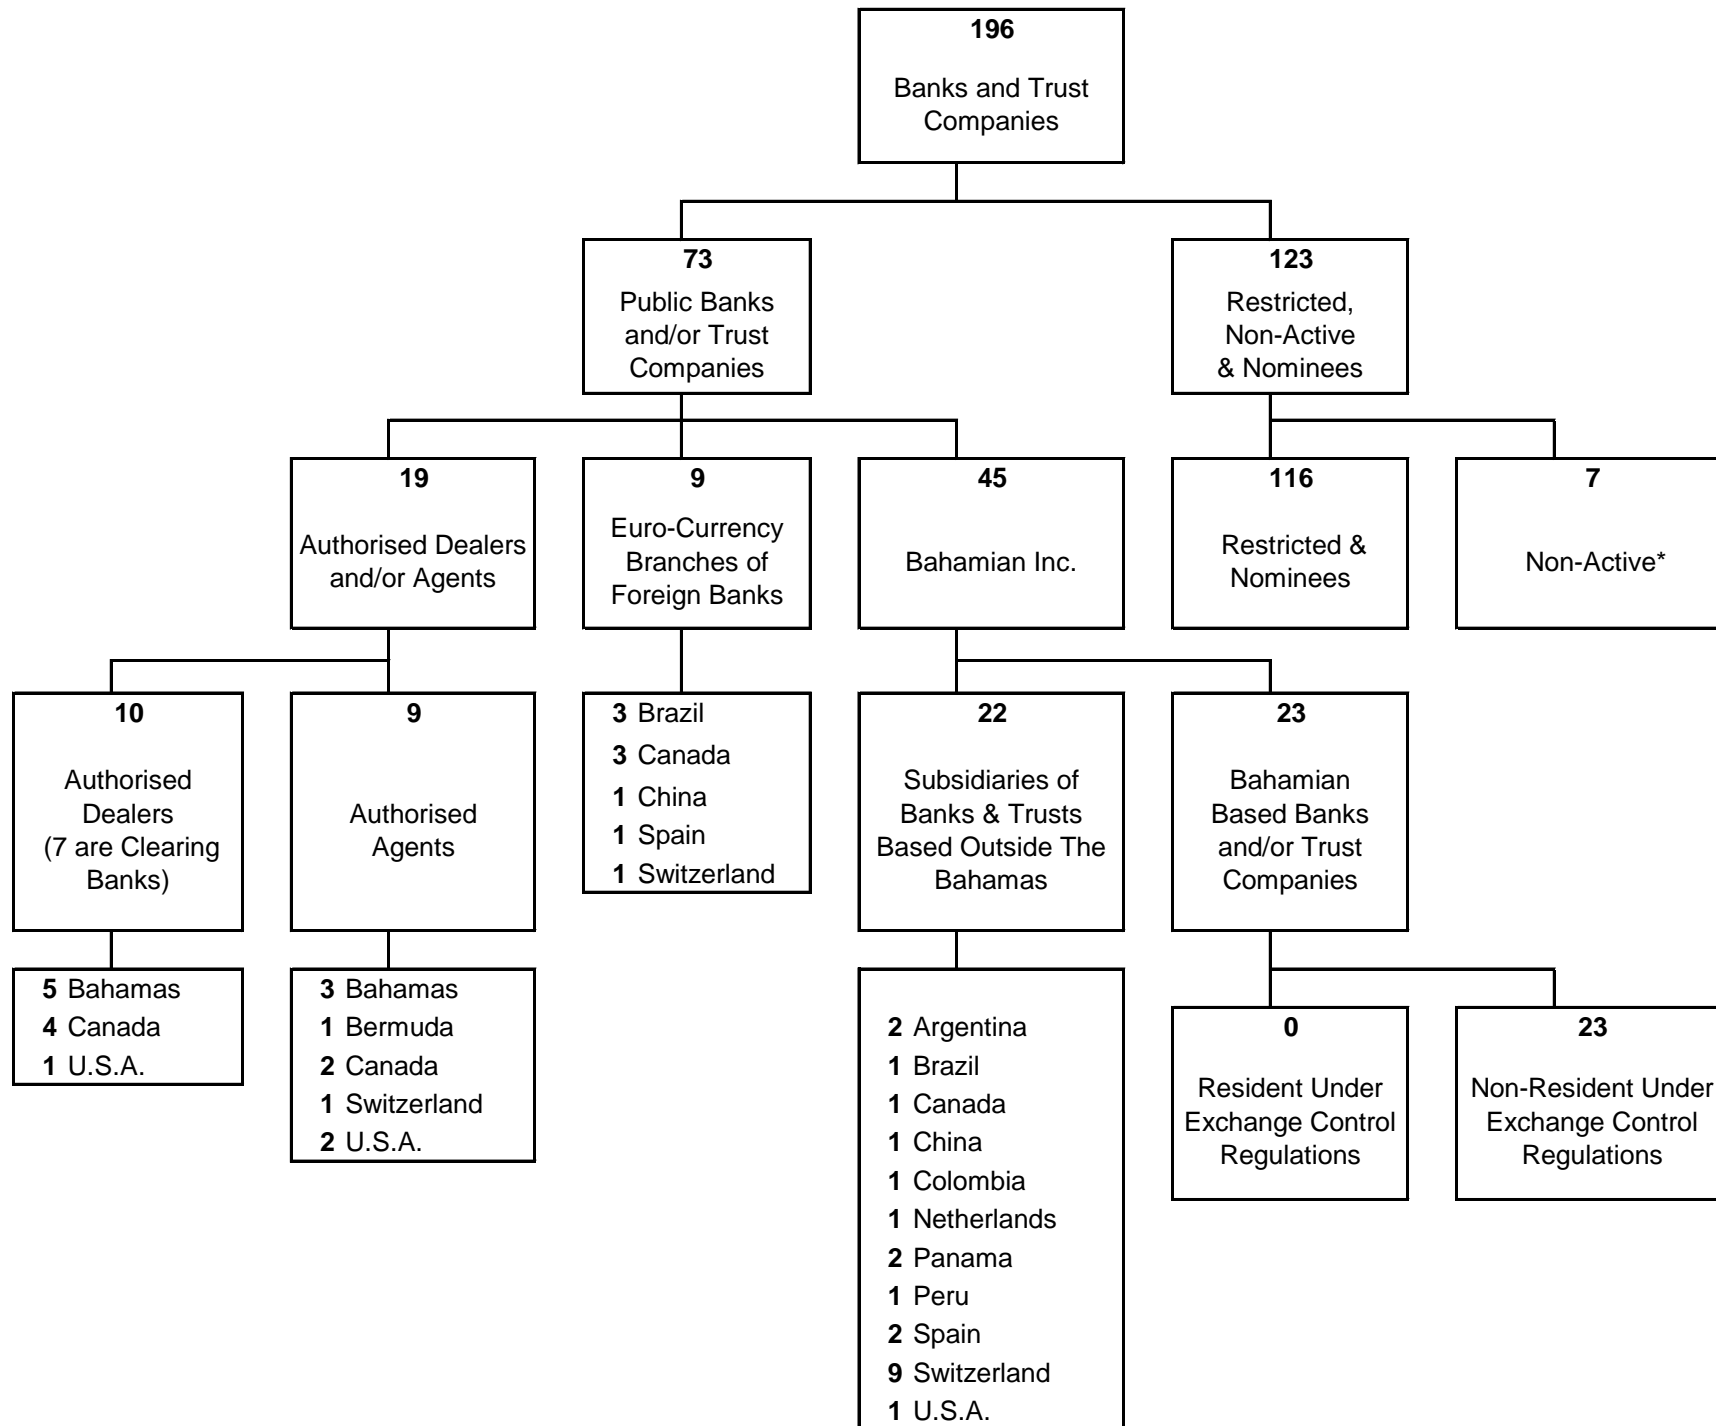 196
Banks and Trust
Companies
73
Public Banks
and/or Trust
Companies
123
Restricted,
Non-Active
& Nominees
19
Authorised Dealers
and/or Agents
9
Euro-Currency
Branches of
Foreign Banks
45
Bahamian Inc.
116
Restricted &
Nominees
7
Non-Active*
10
Authorised
Dealers
(7 are Clearing
Banks)
9
Authorised
Agents
3 Brazil
3 Canada
1 China
1 Spain
1 Switzerland
22
Subsidiaries of
Banks & Trusts
Based Outside The
Bahamas
23
Bahamian
Based Banks
and/or Trust
Companies
5 Bahamas
4 Canada
1 U.S.A.
3 Bahamas
1 Bermuda
2 Canada
1 Switzerland
2 U.S.A.
2 Argentina
1 Brazil
1 Canada
1 China
1 Colombia
1 Netherlands
2 Panama
1 Peru
2 Spain
9 Switzerland
1 U.S.A.
0
Resident Under
Exchange Control
Regulations
23
Non-Resident Under
Exchange Control
Regulations